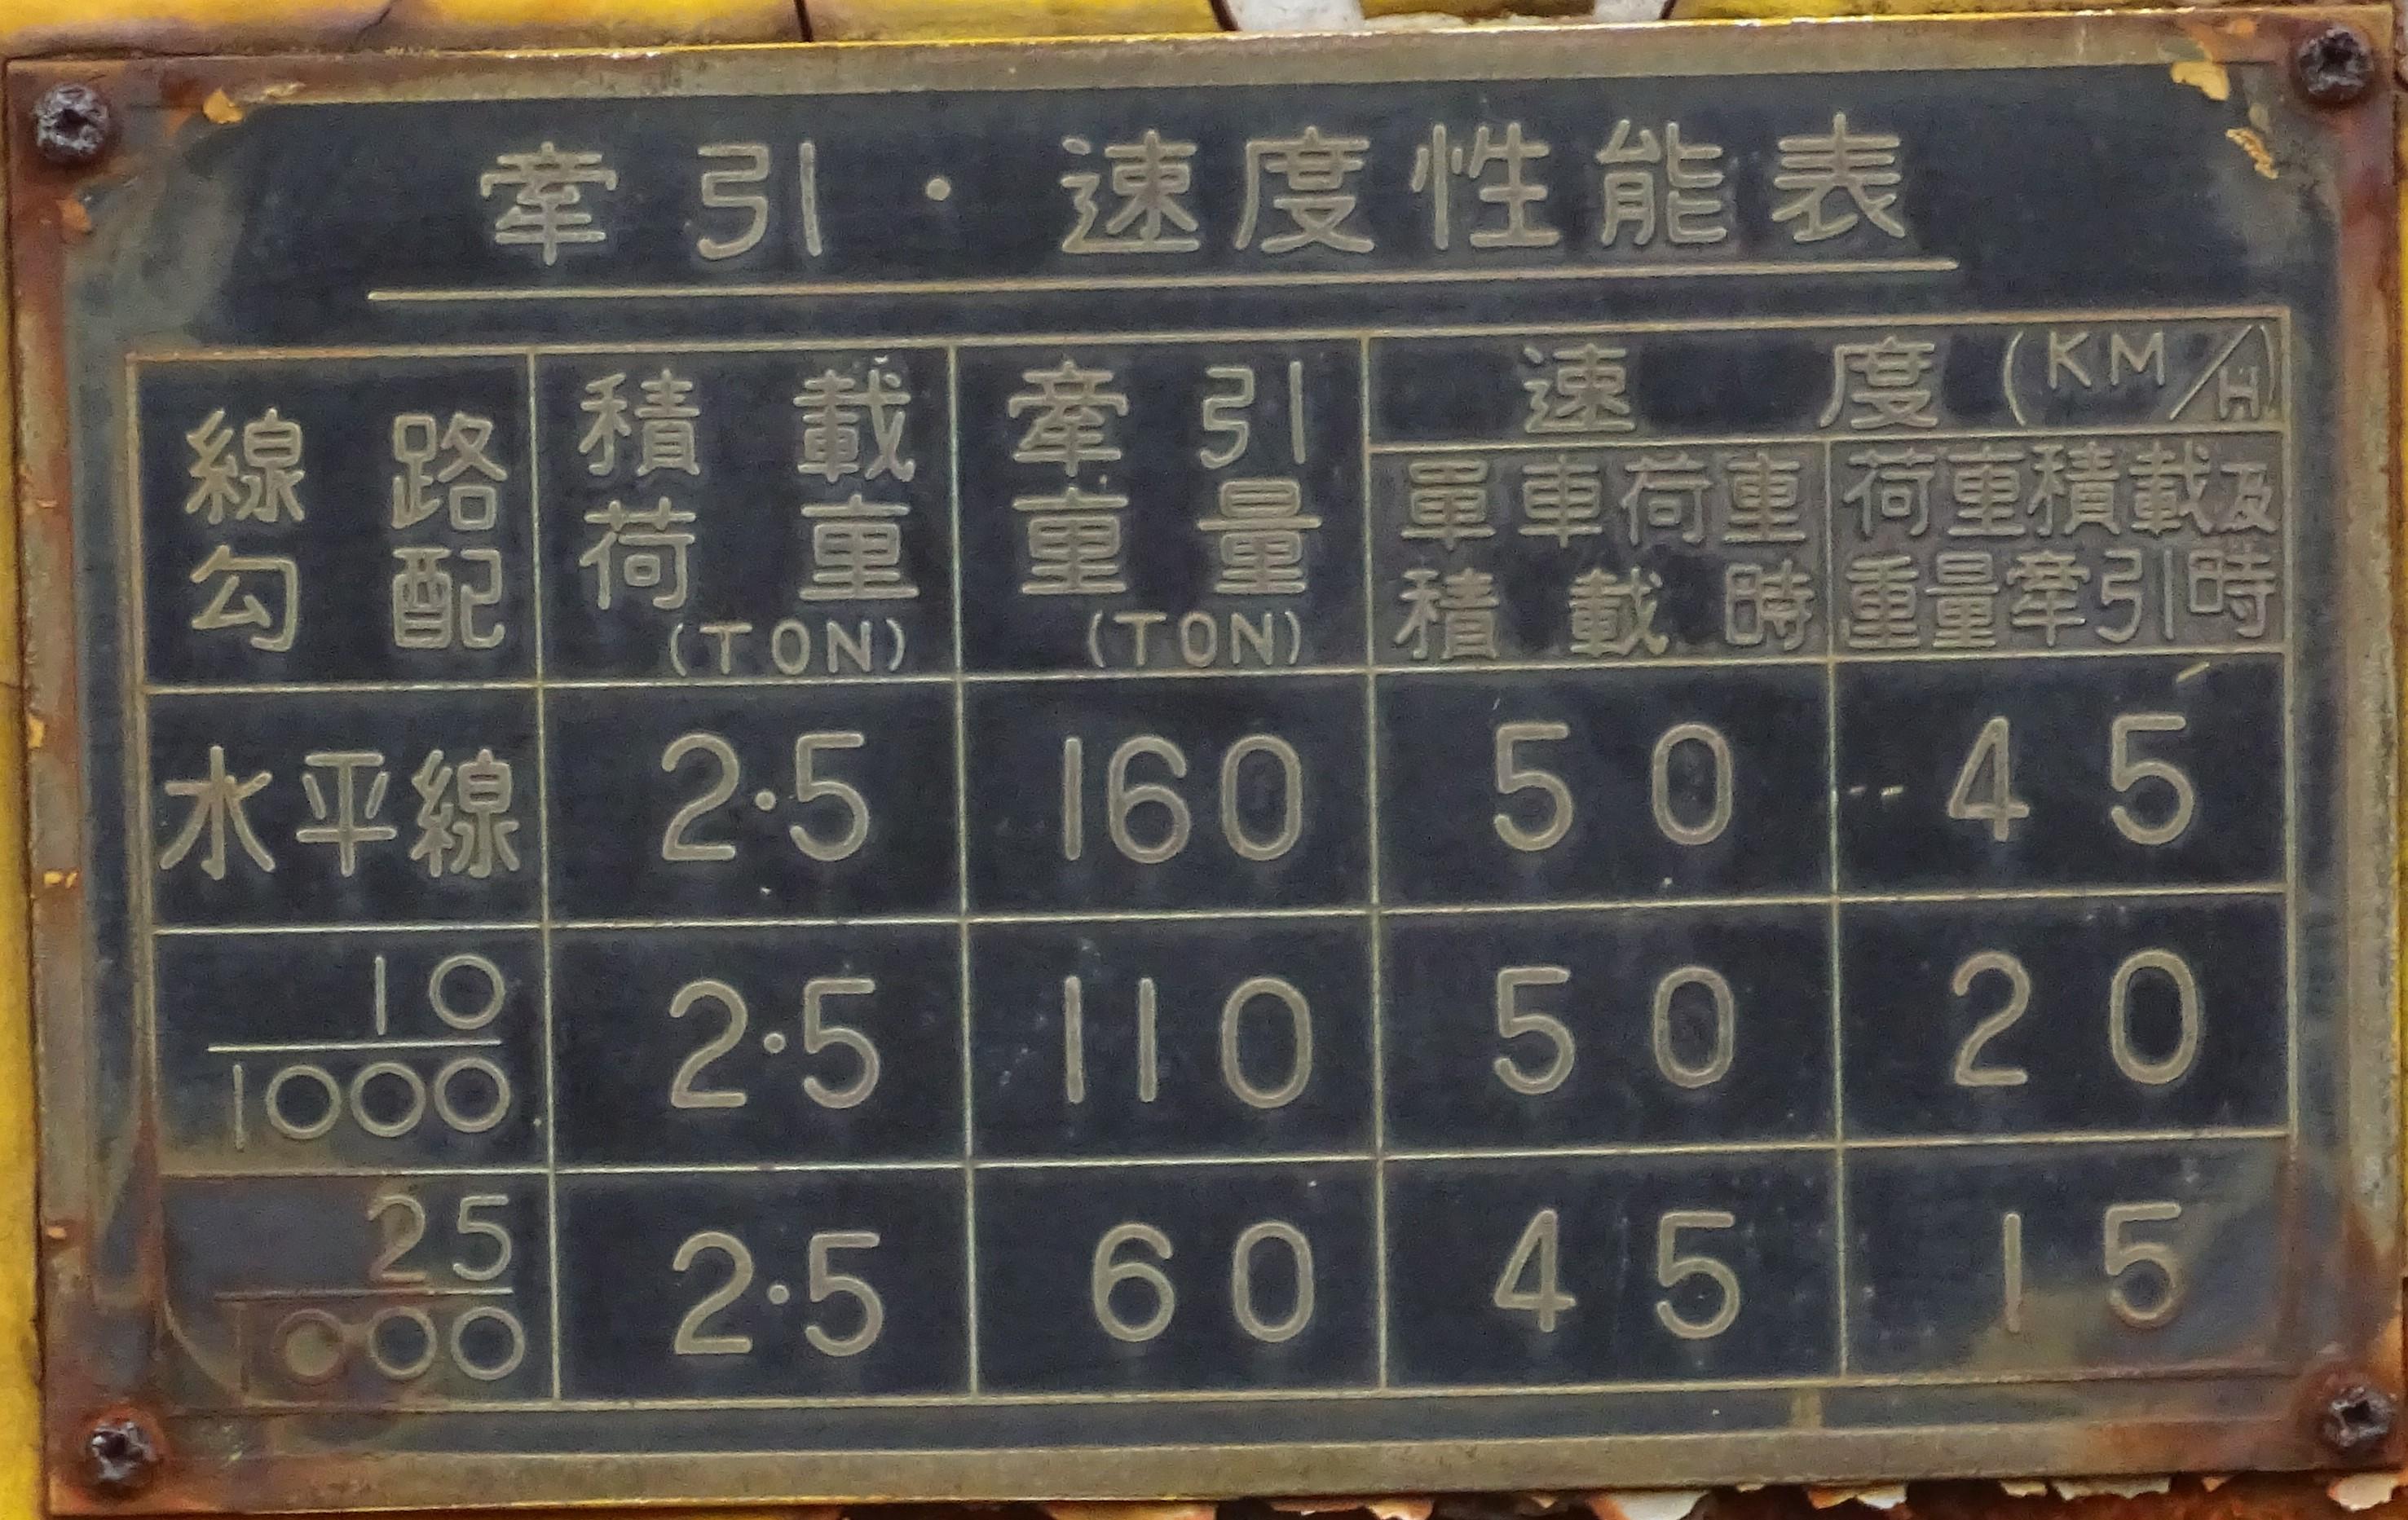 牽引・速度性能表
線路勾配
積載荷重(TON)
牽引重量(TON)
速度(KM/H)
單車荷重積載時
荷重積載及重量牽引時
水平線 2.5 160 50 45
10/1000 2.5 110 50 20
25/1000 2.5 60 45 15